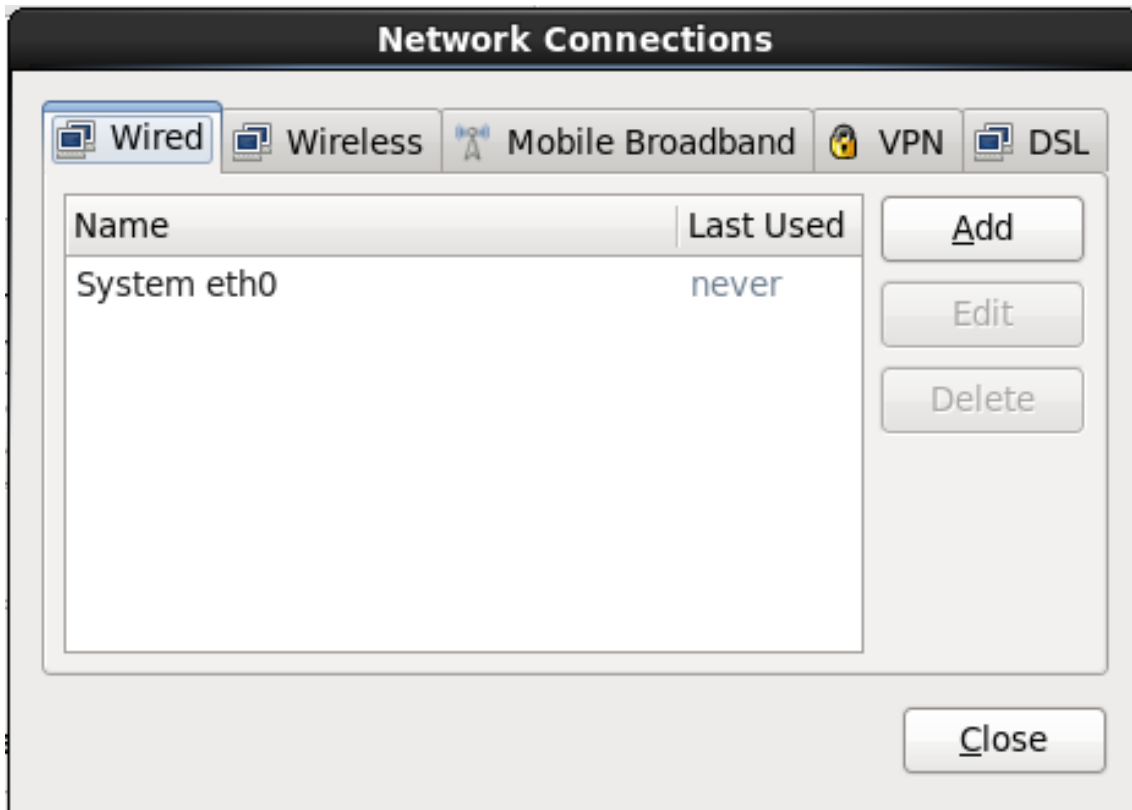 Network Connections
Wired Wireless Mobile Broadband VPN DSL
Name Last Used Add
System eth0 never
Edit
Delete
Close